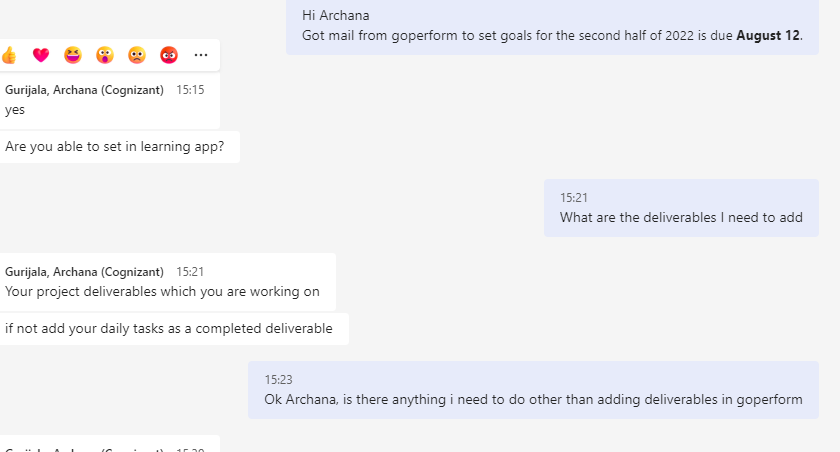 Hi Archana
Got mail from goperform to set goals for the second half of 2022 is due August 12.
Gurijala, Archana (Cognizant) 15:15
yes
Are you able to set in learning app?
15:21
What are the deliverables I need to add
Gurijala, Archana (Cognizant) 15:21
Your project deliverables which you are working on
if not add your daily tasks as a completed deliverable
15:23
Ok Archana, is there anything i need to do other than adding deliverables in goperform